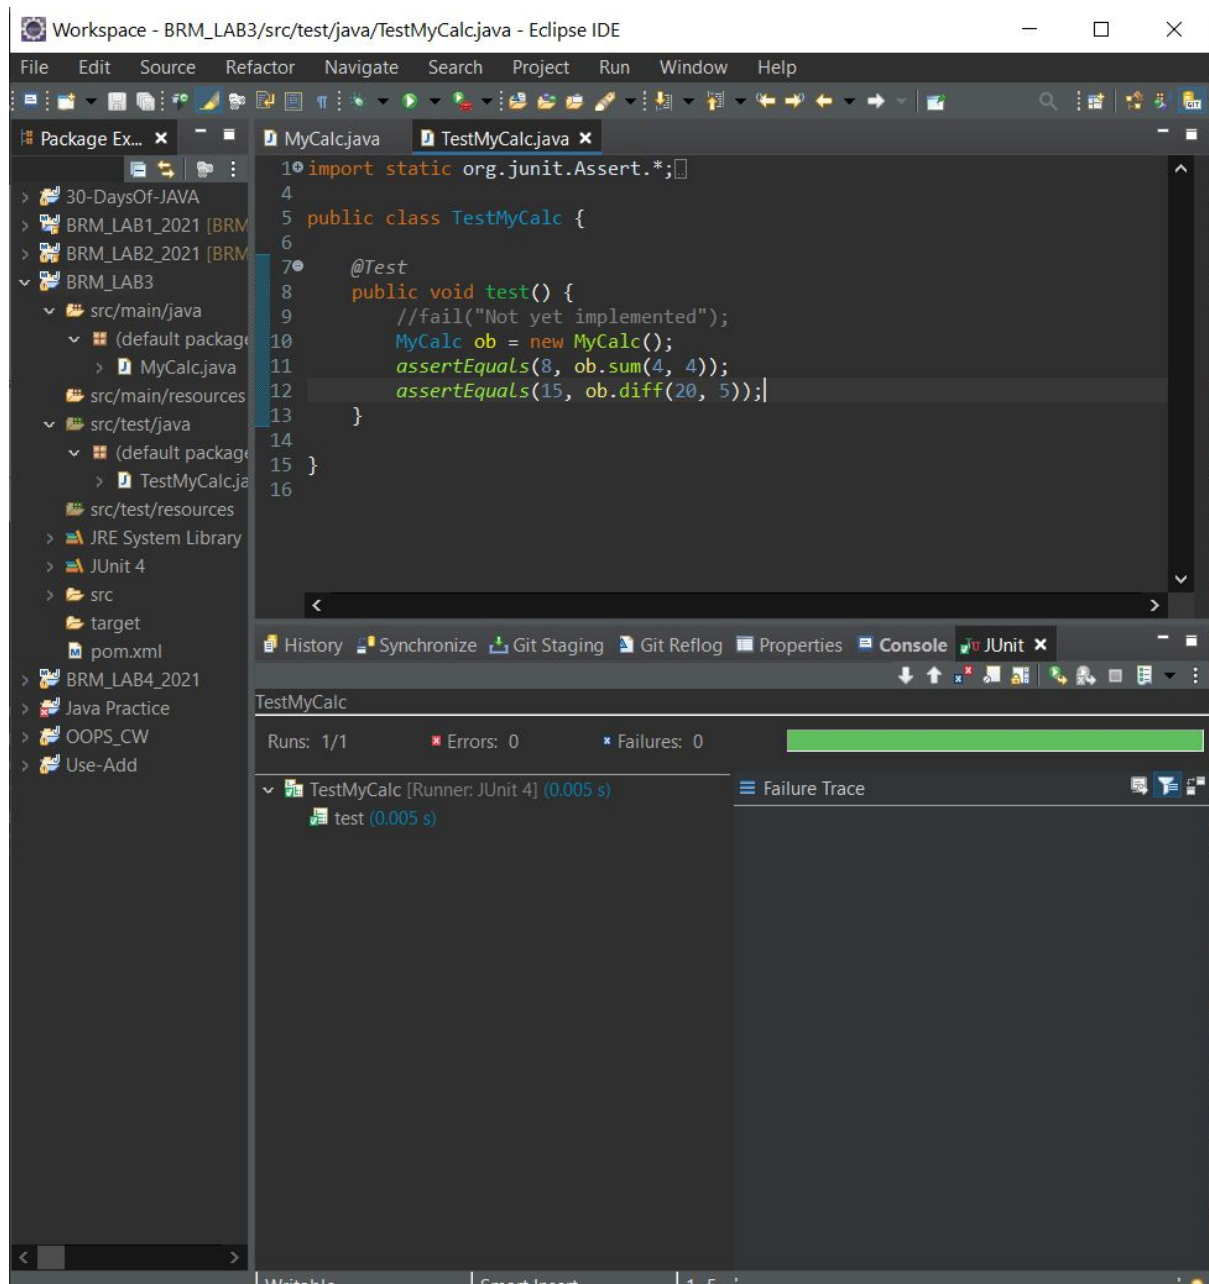 Workspace - BRM_LAB3/src/test/java/TestMyCalc.java - Eclipse IDE
File Edit Source Refactor Navigate Search Project Run Window Help
Package Ex...
MyCalc.java TestMyCalc.java
30-DaysOf-JAVA
BRM_LAB1_2021 [BRM
BRM_LAB2_2021 [BRM
BRM_LAB3
src/main/java
(default package
MyCalc.java
src/main/resources
src/test/java
(default package
TestMyCalc.ja
src/test/resources
JRE System Library
JUnit 4
src
target
pom.xml
BRM_LAB4_2021
Java Practice
OOPS_CW
Use-Add
1 import static org.junit.Assert.*;
4
5 public class TestMyCalc {
6
7 @Test
8 public void test() {
9 //fail("Not yet implemented");
10 MyCalc ob = new MyCalc();
11 assertEquals(8, ob.sum(4, 4));
12 assertEquals(15, ob.diff(20, 5));
13 }
14
15 }
16
History Synchronize Git Staging Git Reflog Properties Console JUnit
TestMyCalc
Runs: 1/1 Errors: 0 Failures: 0
TestMyCalc [Runner: JUnit 4] (0.005 s)
test (0.005 s)
Failure Trace